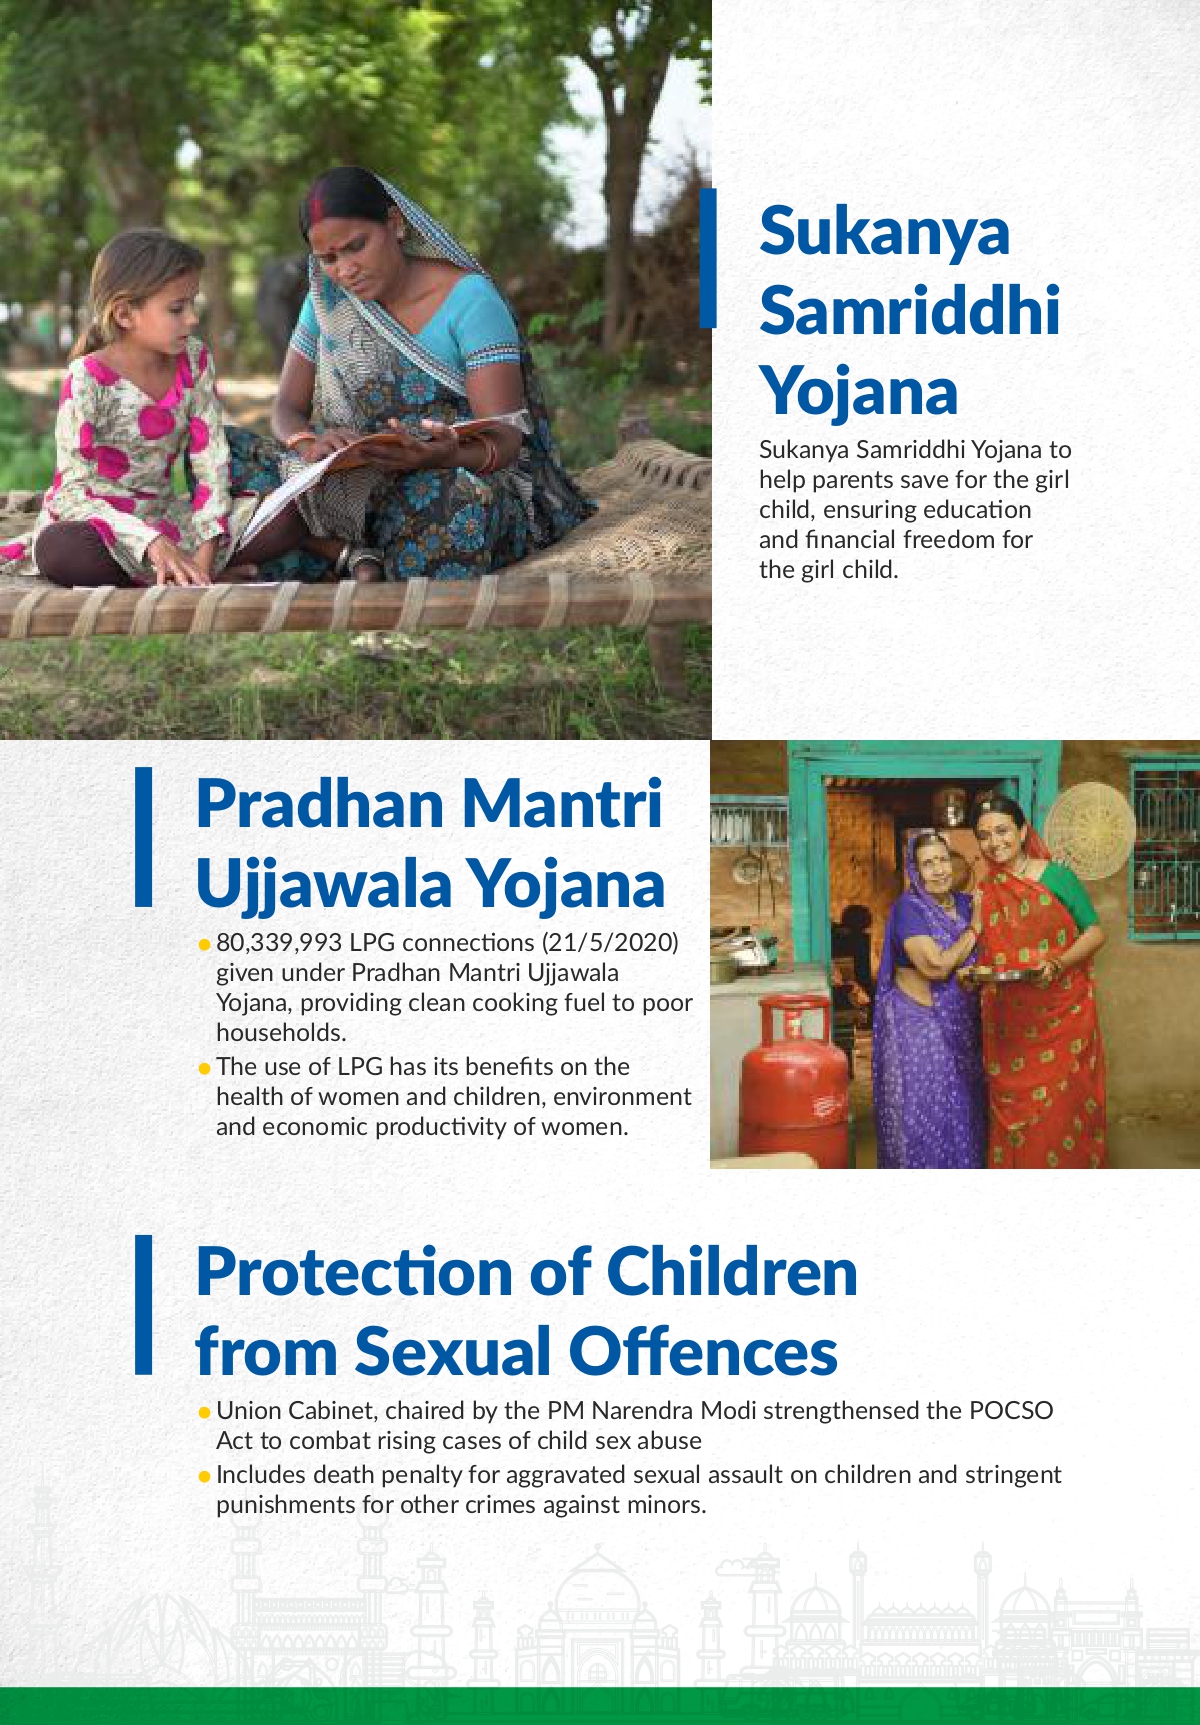 Sukanya
Samriddhi
Yojana
Sukanya Samriddhi Yojana to
help parents save for the girl
child, ensuring education
and financial freedom for
the girl child.
Pradhan Mantri
Ujjawala Yojana
80,339,993 LPG connections (21/5/2020)
given under Pradhan Mantri Ujjawala
Yojana, providing clean cooking fuel to poor
households.
The use of LPG has its benefits on the
health of women and children, environment
and economic productivity of women.
Protection of Children
from Sexual Offences
Union Cabinet, chaired by the PM Narendra Modi strengthensed the POCSO
Act to combat rising cases of child sex abuse
Includes death penalty for aggravated sexual assault on children and stringent
punishments for other crimes against minors.